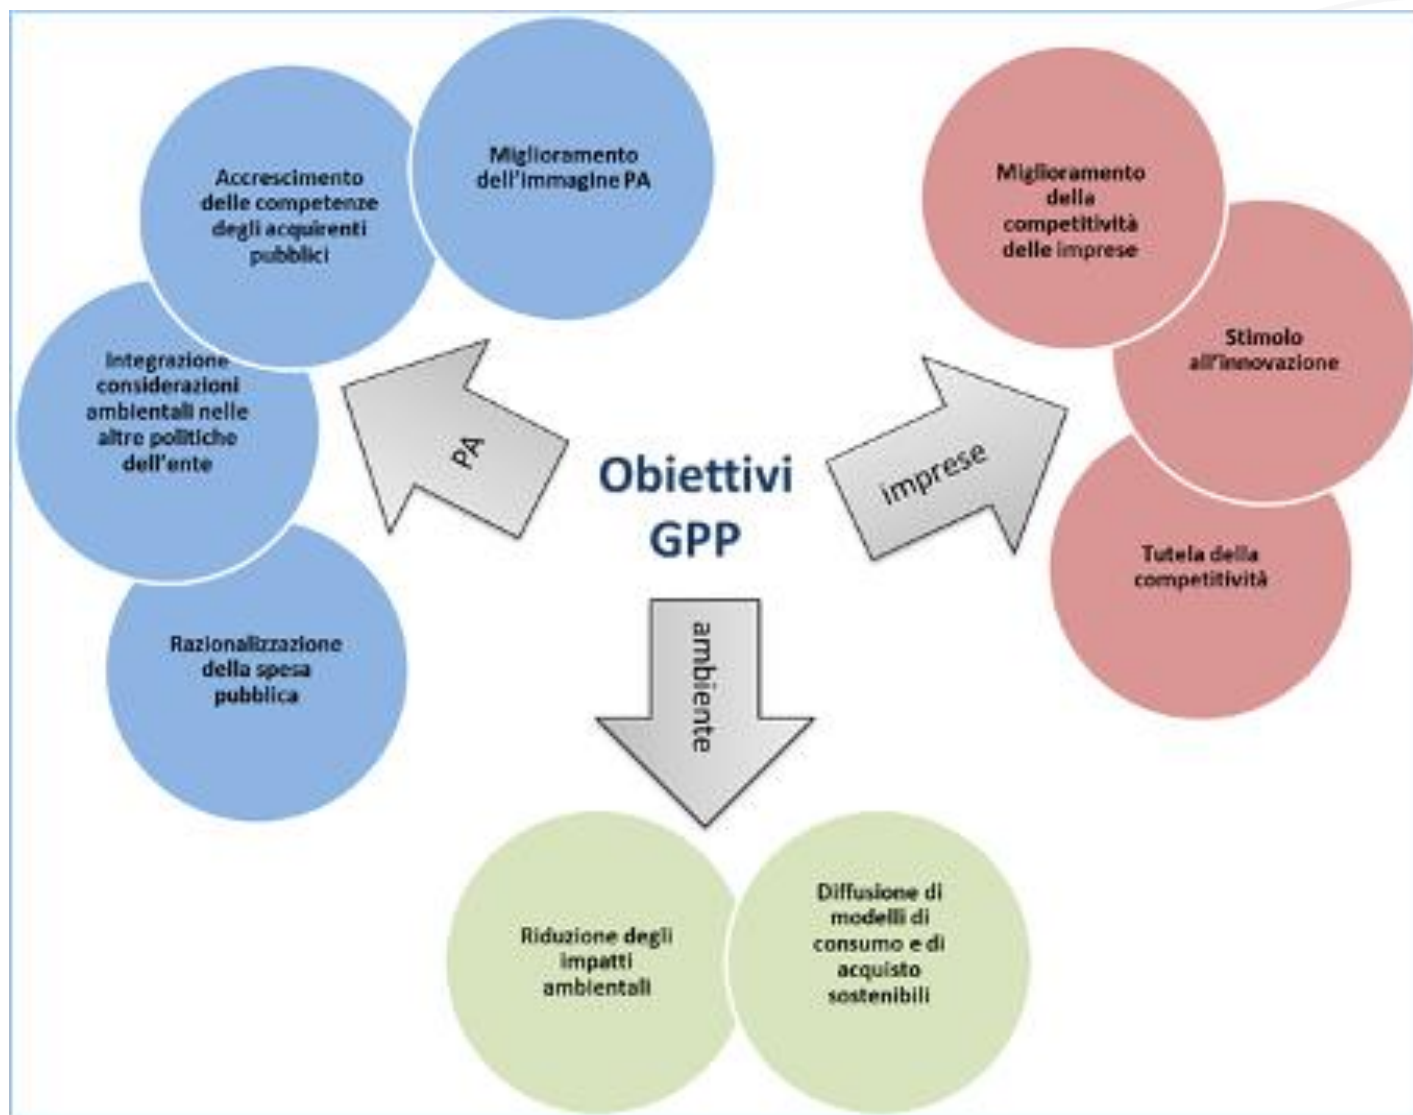 Miglioramento
dell'immagine PA
Accrescimento
delle competenze
degli acquirenti
pubblici
Integrazione
considerazioni
ambientali nelle
altre politiche
dell'ente
Razionalizzazione
della spesa
pubblica
PA
Obiettivi
GPP
imprese
Miglioramento
della
competitività
delle imprese
Stimolo
all'innovazione
Tutela della
competitività
ambiente
Riduzione degli
impatti
ambientali
Diffusione di
modelli di
consumo e di
acquisto
sostenibili